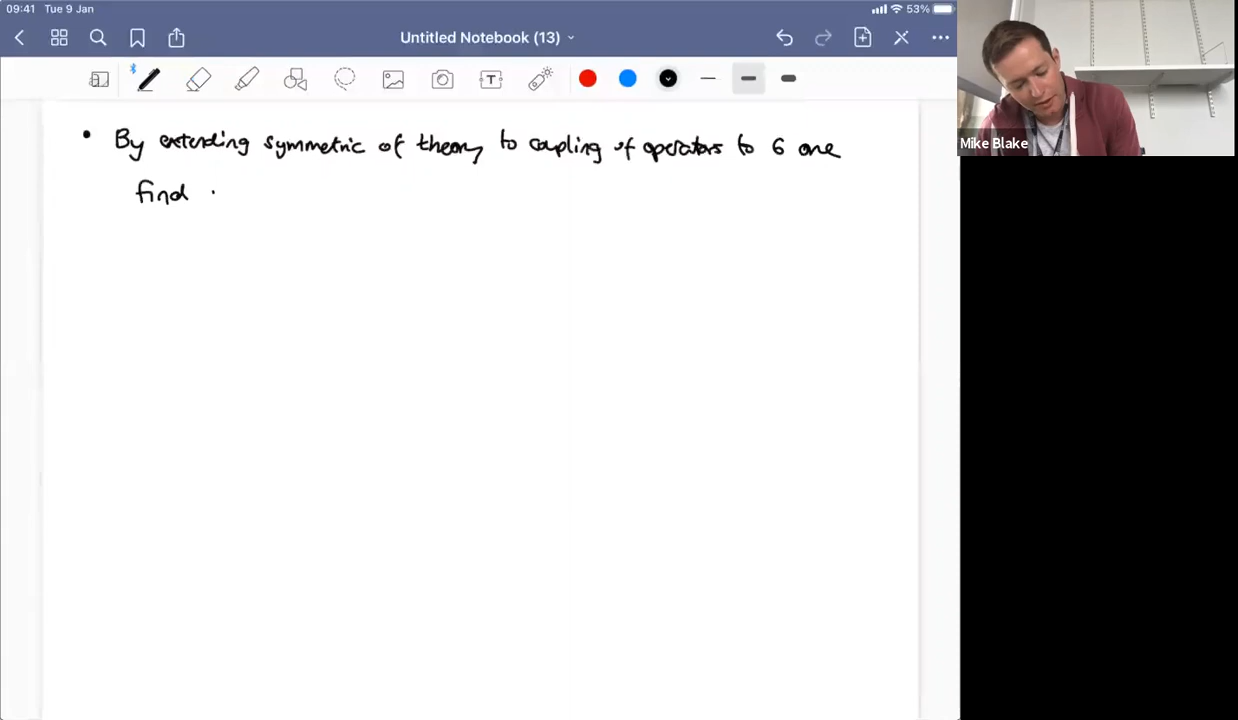 09:41 Tue 9 Jan
53%
Untitled Notebook (13)
T
Mike Blake
• By extending symmetric of theory to coupling of operators to 6 one
find